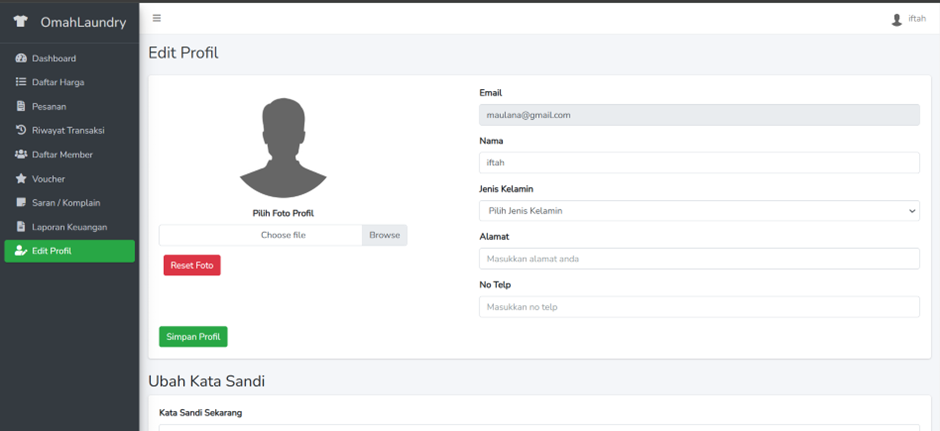 OmahLaundry
iftah
Dashboard
Daftar Harga
Pesanan
Riwayat Transaksi
Daftar Member
Voucher
Saran / Komplain
Laporan Keuangan
Edit Profil
Edit Profil
Pilih Foto Profil
Choose file Browse
Reset Foto
Simpan Profil
Email
maulana@gmail.com
Nama
iftah
Jenis Kelamin
Pilih Jenis Kelamin
Alamat
Masukkan alamat anda
No Telp
Masukkan no telp
Ubah Kata Sandi
Kata Sandi Sekarang